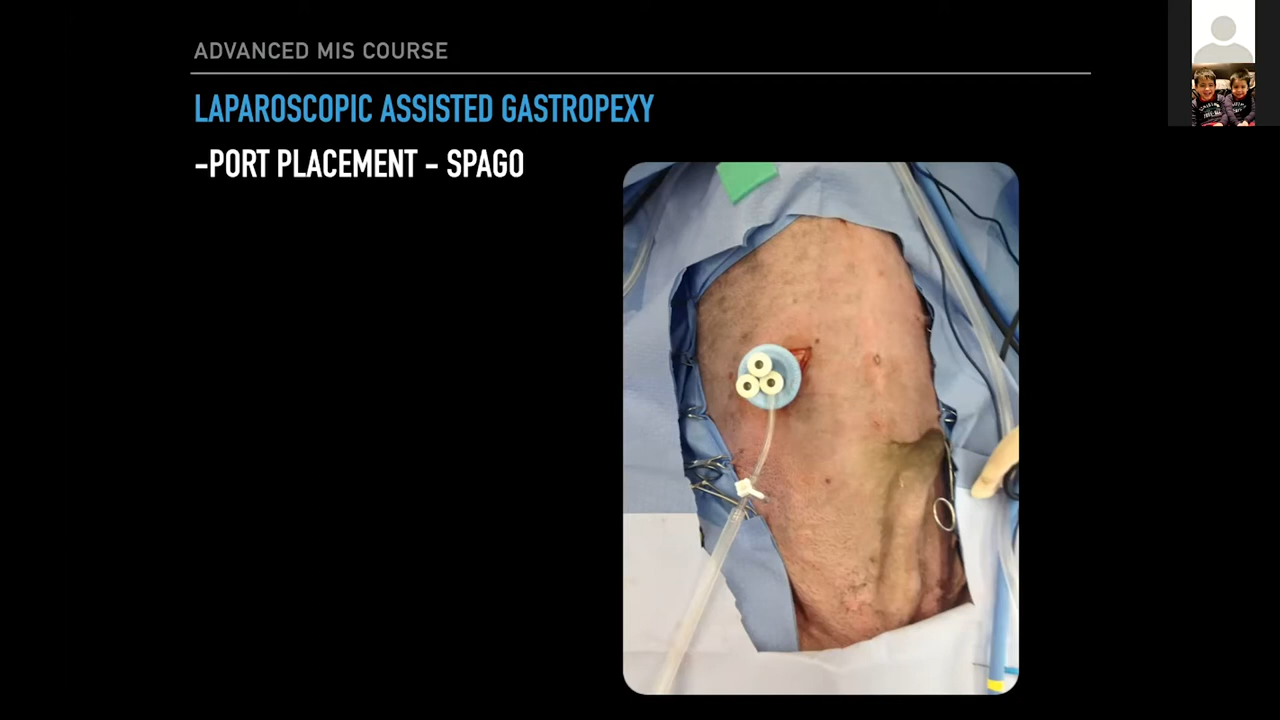 ADVANCED MIS COURSE
LAPAROSCOPIC ASSISTED GASTROPEXY
-PORT PLACEMENT - SPAGO